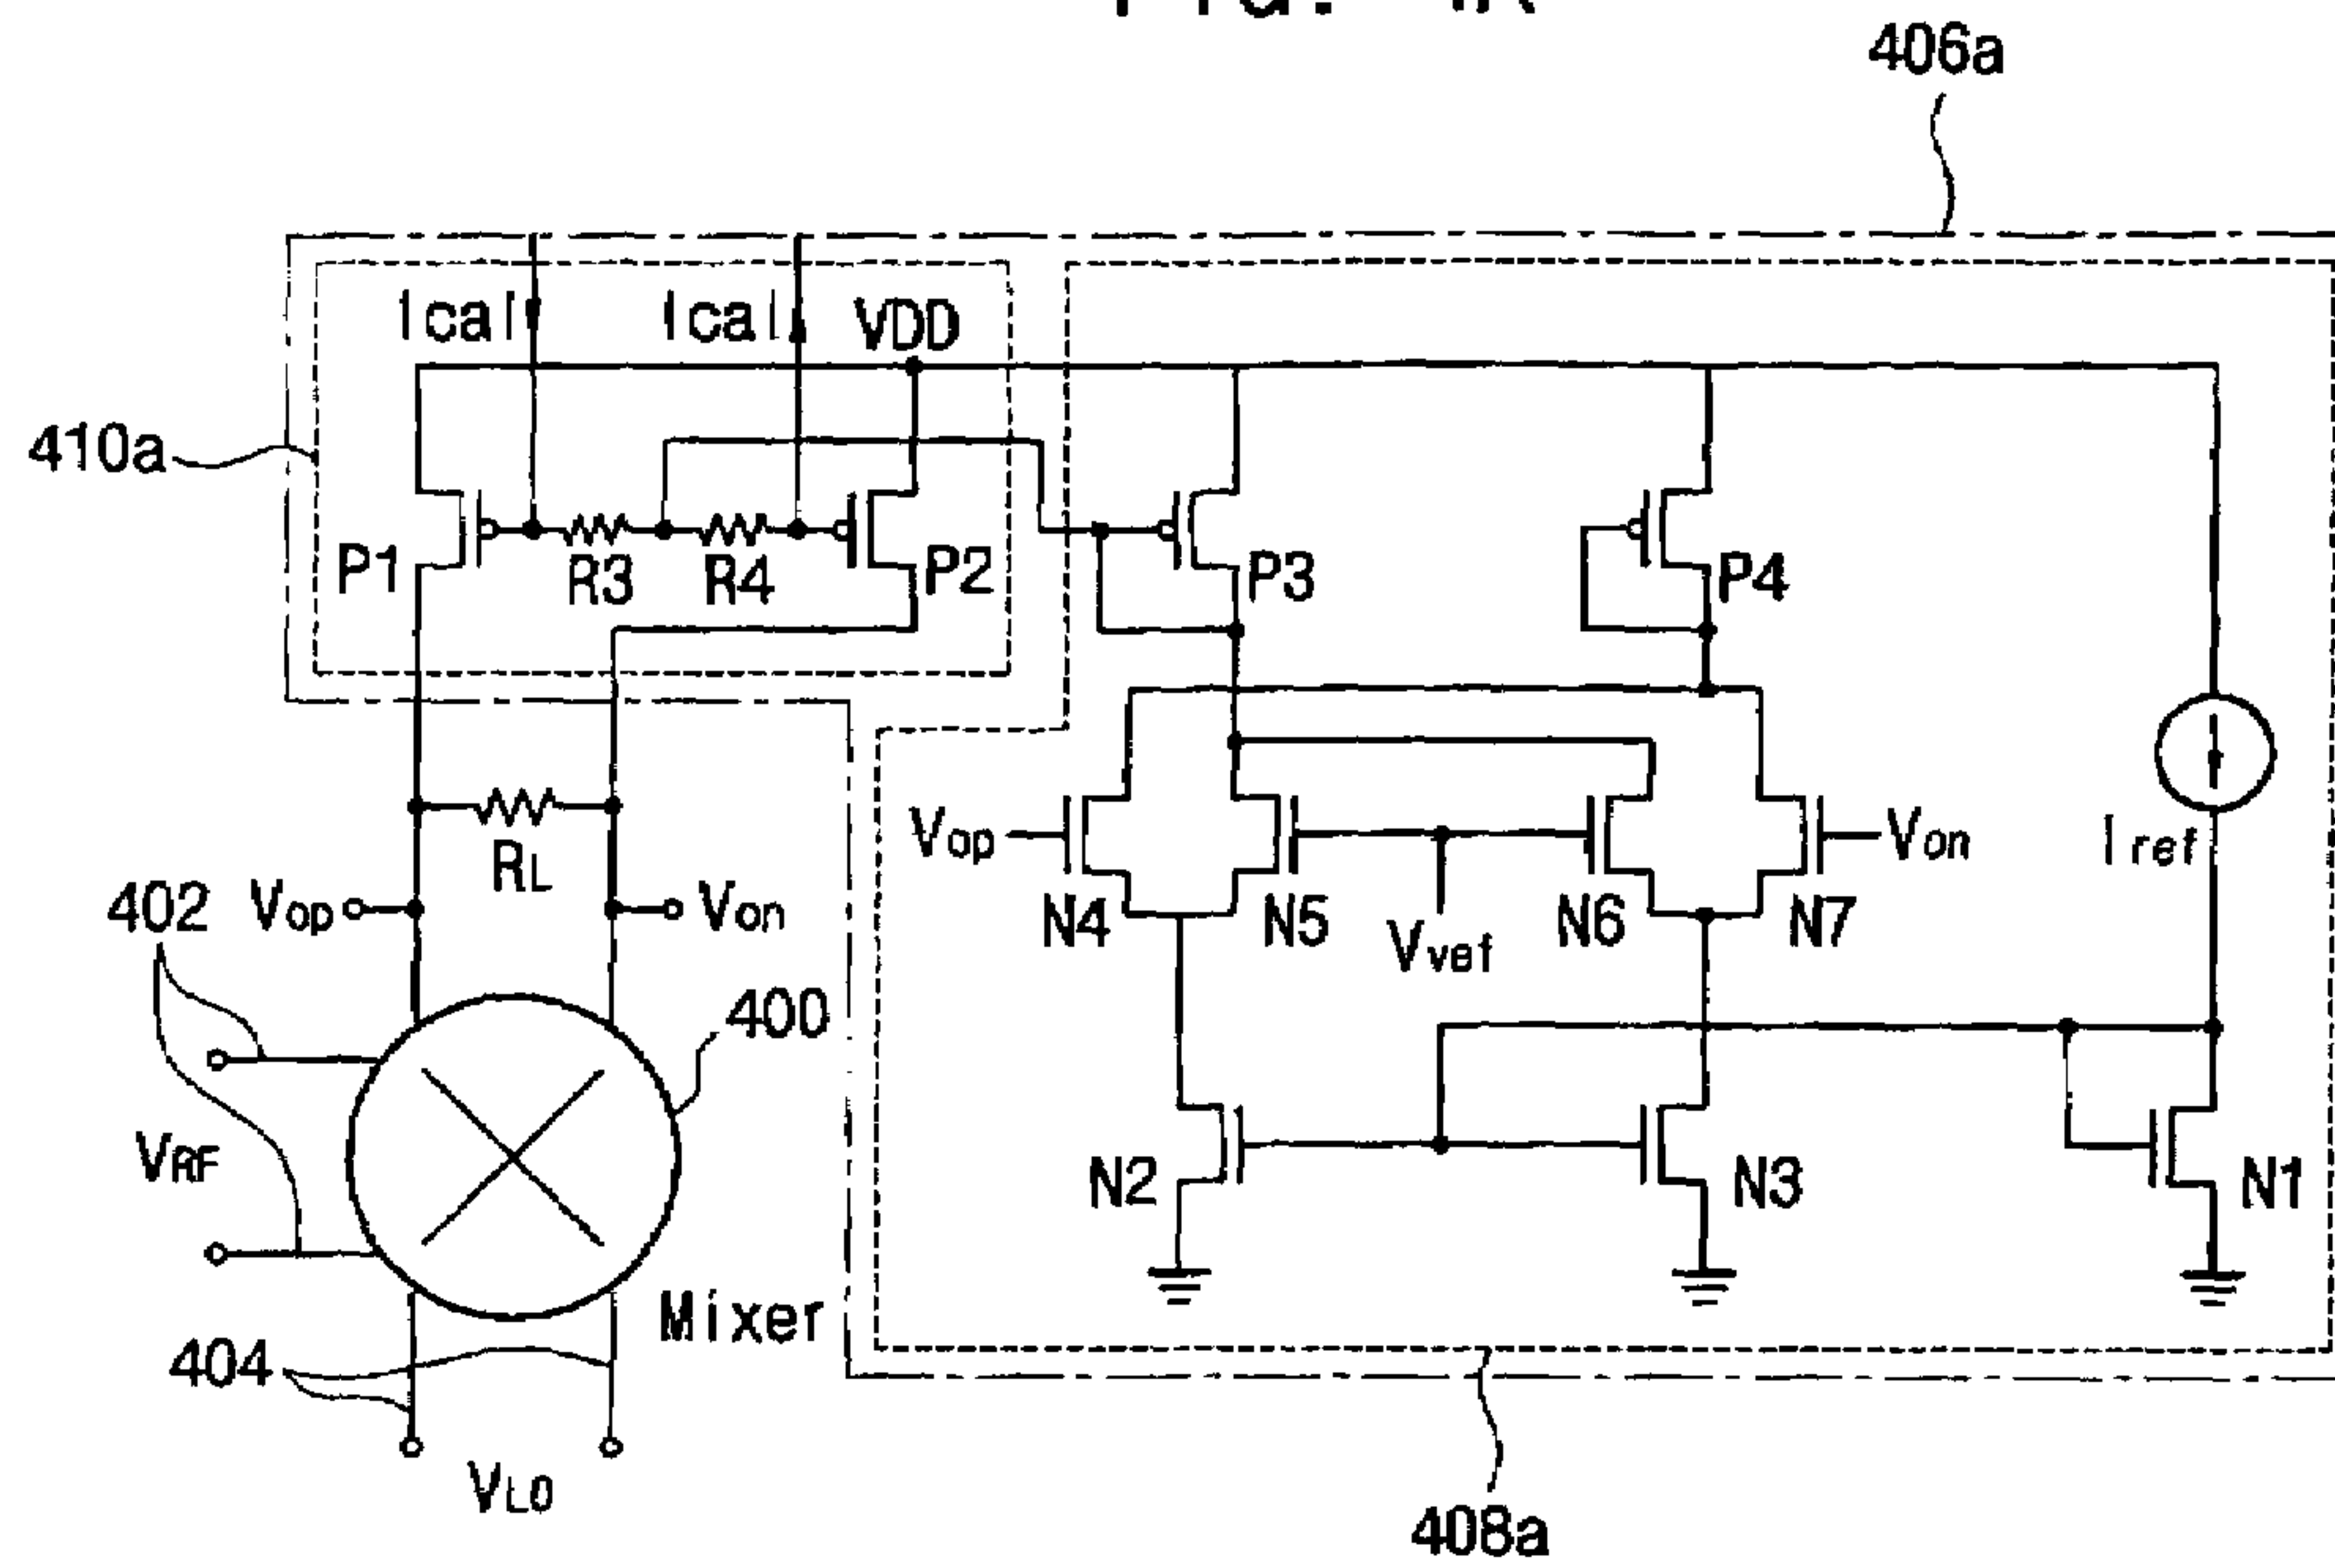 406a
Ical Ical VDD
410a
P1 R3 R4 P2 P3 P4
RL
Vop Von Iref
402 Vop Von N4 N5 N6 N7
Vvef
400
VRF
N2 N3 N1
Mixer
404
VLO
408a